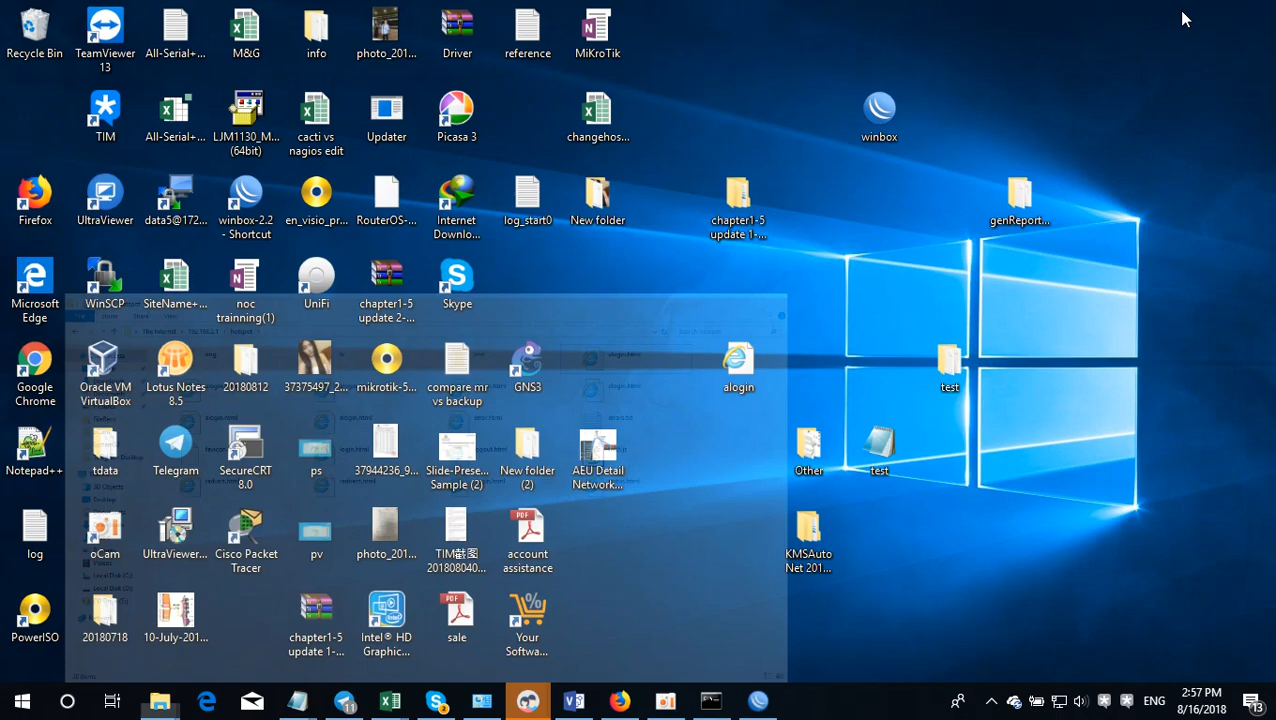 Recycle Bin
TeamViewer
13
All-Serial+...
M&G
info
photo_201...
Driver
reference
MiKroTik
TIM
All-Serial+...
LJM1130_M...
(64bit)
cacti vs
nagios edit
Updater
Picasa 3
changehos...
winbox
Firefox
UltraViewer
data5@172...
winbox-2.2
- Shortcut
en_visio_pr...
RouterOS-...
Internet
Downlo...
log_start0
New folder
chapter1-5
update 1-...
genReport...
Microsoft
Edge
WinSCP
SiteName+...
noc
trainning(1)
UniFi
chapter1-5
update 2-...
Skype
Google
Chrome
Oracle VM
VirtualBox
Lotus Notes
8.5
20180812
37375497_2...
mikrotik-5...
compare mr
vs backup
GNS3
alogin
test
Notepad++
tdata
Telegram
SecureCRT
8.0
ps
37944236_9...
Slide-Prese...
Sample (2)
New folder
(2)
AEU Detail
Network...
Other
test
log
oCam
UltraViewer...
Cisco Packet
Tracer
pv
photo_201...
TIM截图
201808040...
account
assistance
KMSAuto
Net 201...
PowerISO
20180718
10-July-201...
chapter1-5
update 1-...
Intel® HD
Graphic...
sale
Your
Softwa...
11
2
ENG
2:57 PM
8/16/2018
13